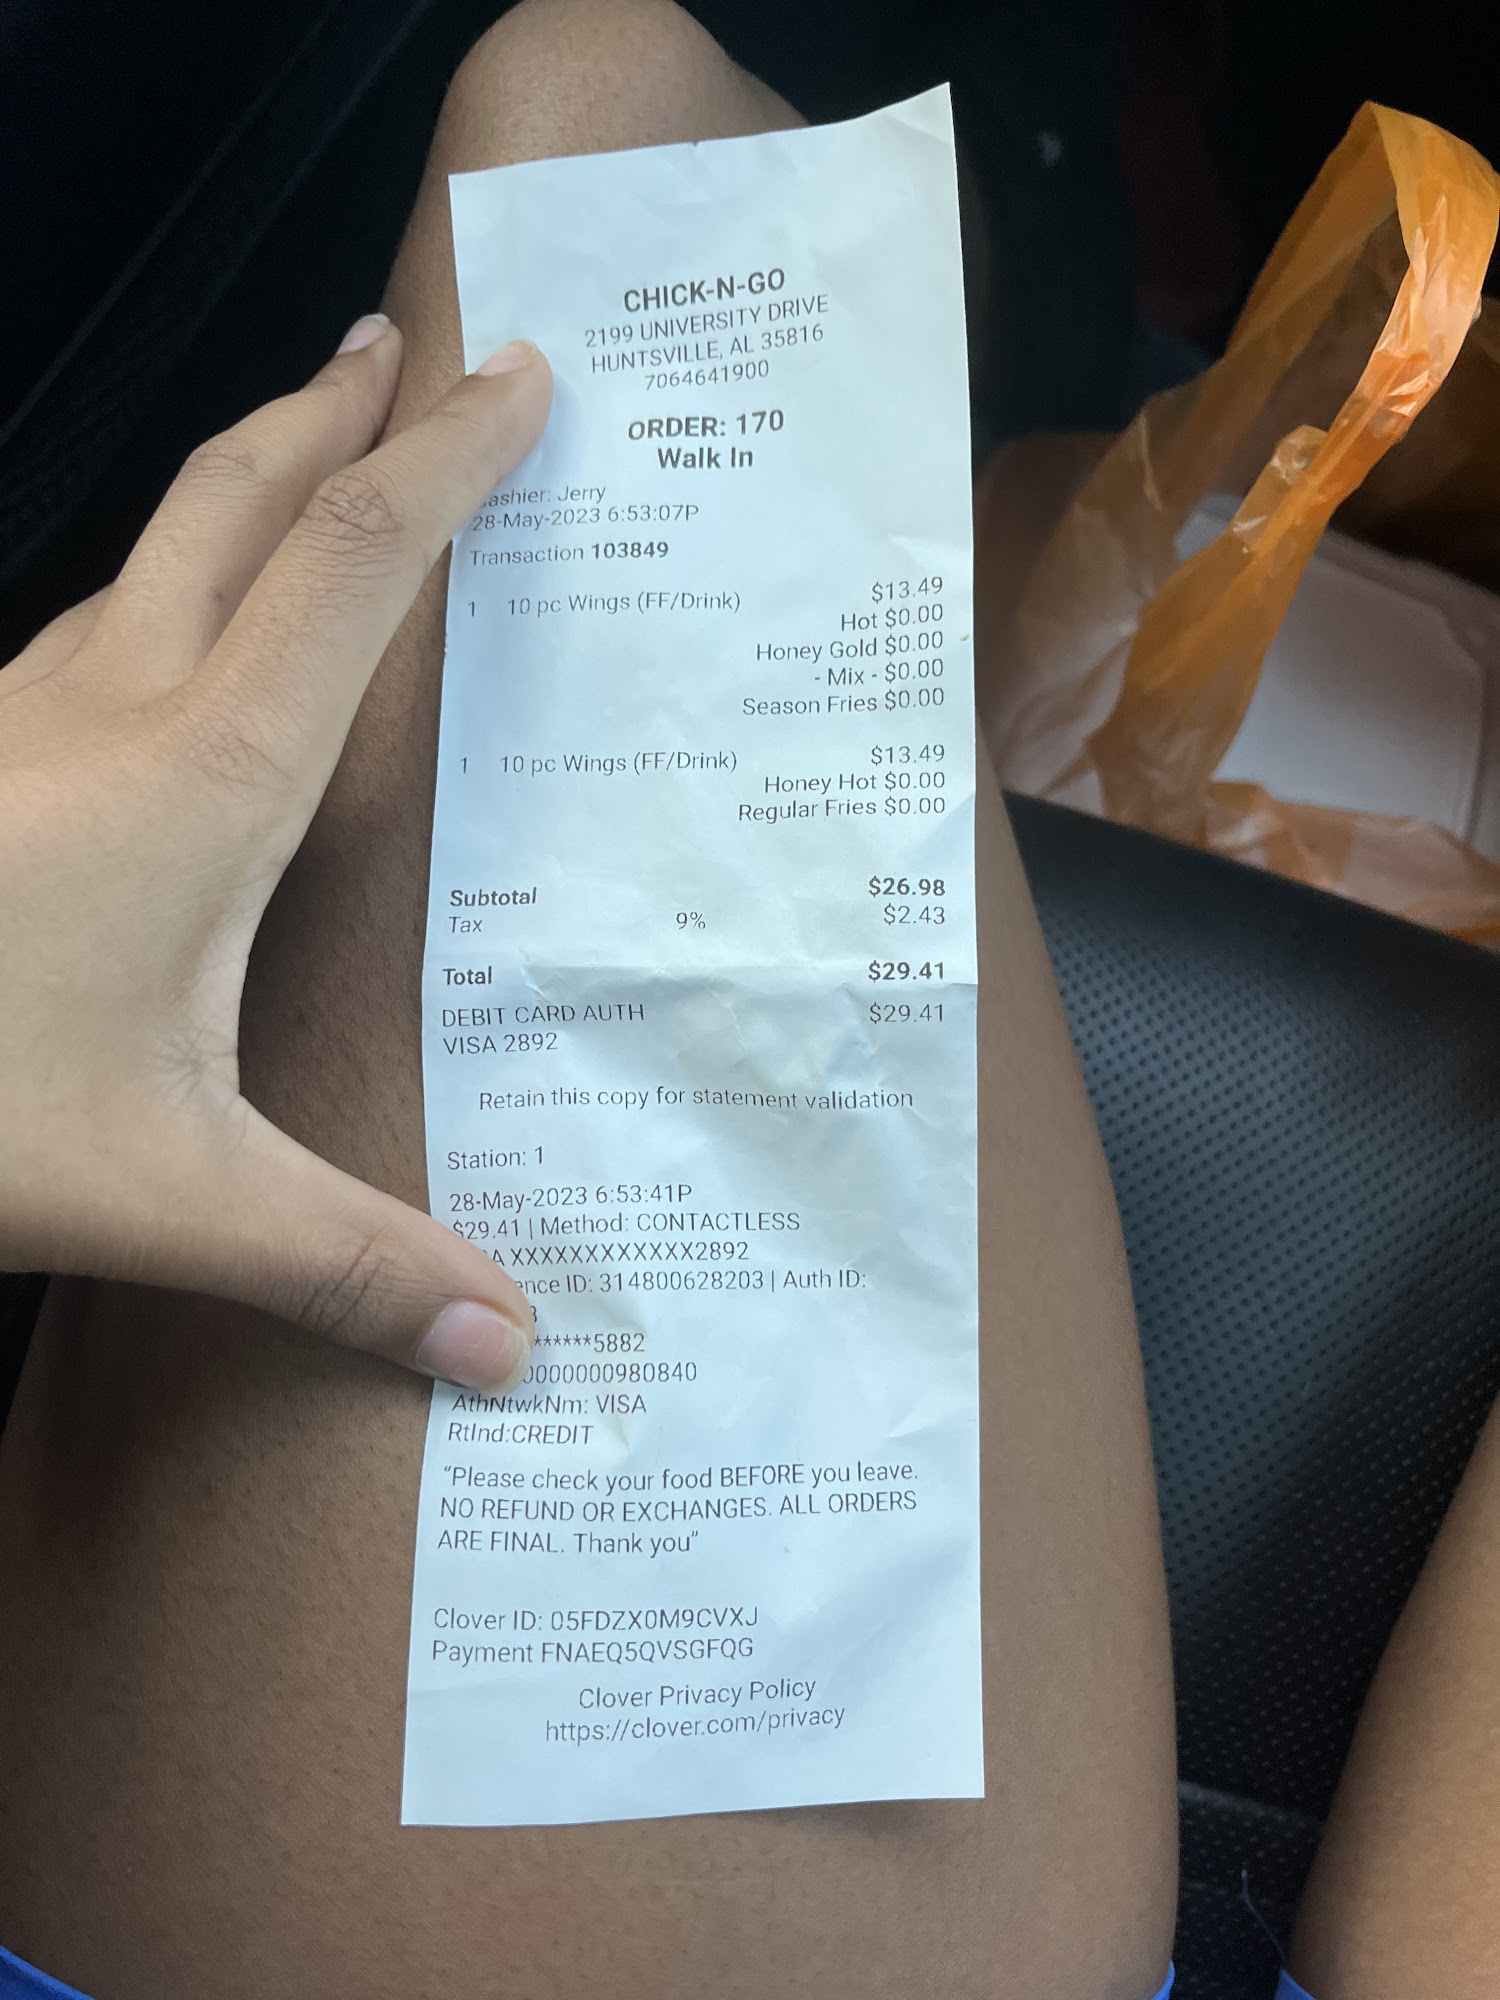 CHICK-N-GO
2199 UNIVERSITY DRIVE
HUNTSVILLE, AL 35816
7064641900
ORDER: 170
Walk In
ashier: Jerry
28-May-2023 6:53:07P
Transaction 103849
1 10 pc Wings (FF/Drink) $13.49
Hot $0.00
Honey Gold $0.00
- Mix - $0.00
Season Fries $0.00
1 10 pc Wings (FF/Drink) $13.49
Honey Hot $0.00
Regular Fries $0.00
Subtotal $26.98
Tax 9% $2.43
Total $29.41
DEBIT CARD AUTH $29.41
VISA 2892
Retain this copy for statement validation
Station: 1
28-May-2023 6:53:41P
$29.41 | Method: CONTACTLESS
A XXXXXXXXXXXX2892
ence ID: 314800628203 | Auth ID:
******5882
0000000980840
AthNtwkNm: VISA
RtInd:CREDIT
“Please check your food BEFORE you leave.
NO REFUND OR EXCHANGES. ALL ORDERS
ARE FINAL. Thank you”
Clover ID: 05FDZX0M9CVXJ
Payment FNAEQ5QVSGFQG
Clover Privacy Policy
https://clover.com/privacy